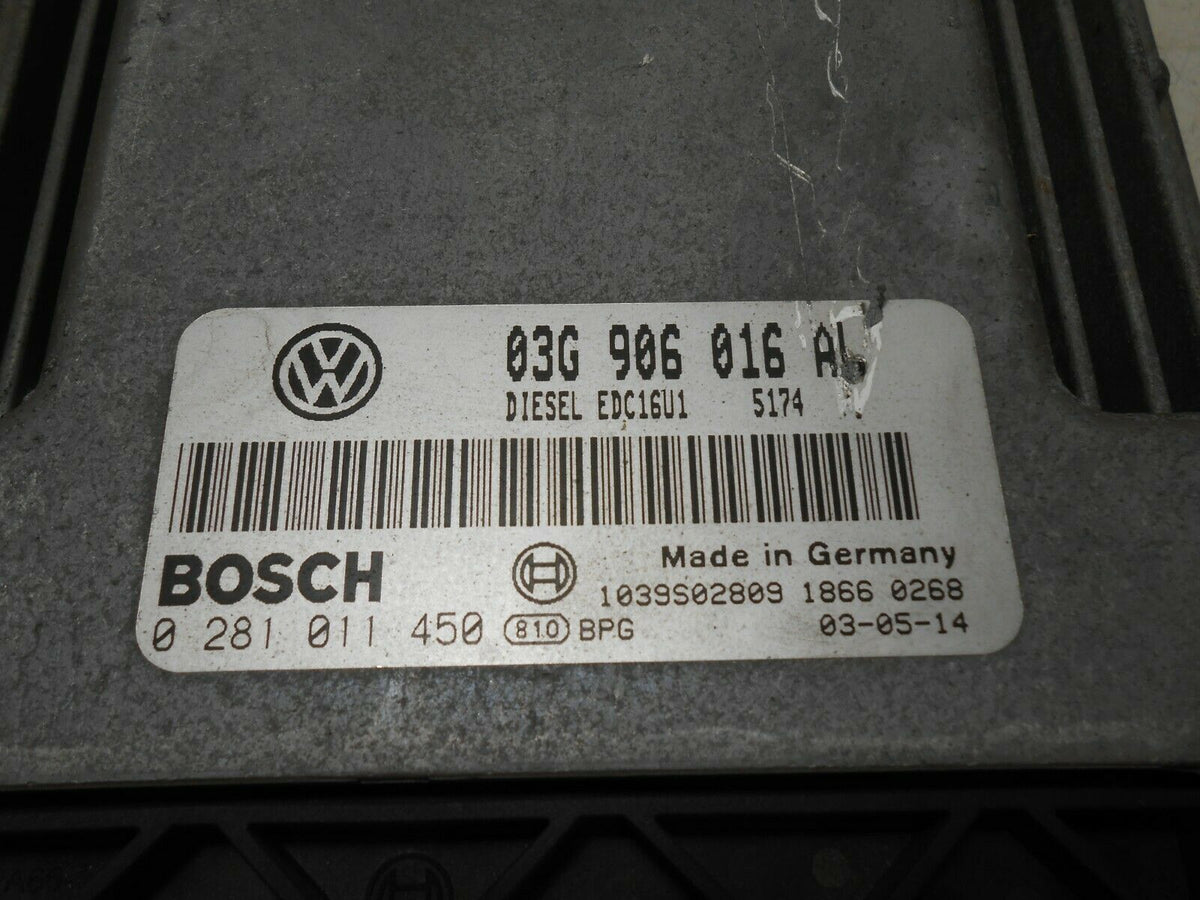 03G 906 016
DIESEL EDC16U1 5174
BOSCH
Made in Germany
1039S02809 1866 0268
0 281 011 450 810 BPG 03-05-14